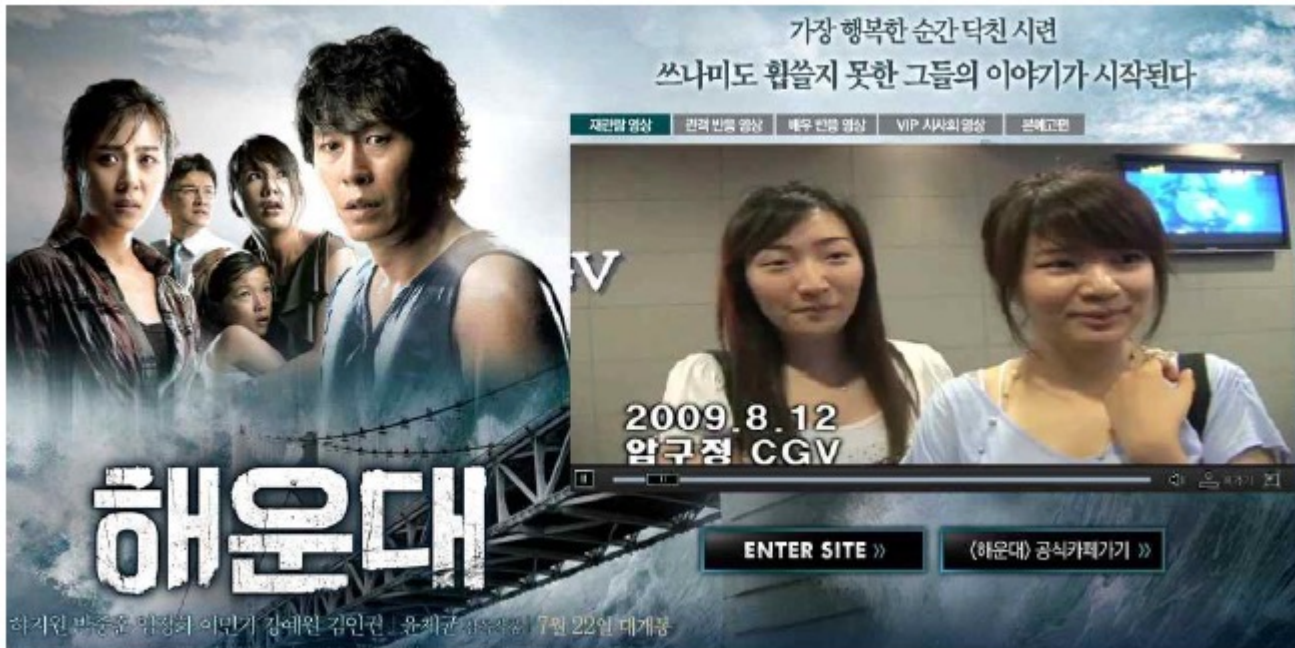 가장 행복한 순간 닥친 시련
쓰나미도 휩쓸지 못한 그들의 이야기가 시작된다
재관람 영상 관객 반응 영상 배우 반응 영상 VIP 시사회 영상 본예고편
GV
2009.8.12
압구정 CGV
해운대
ENTER SITE »
<해운대> 공식카페가기 »
하지원 박중훈 엄정화 이민기 강예원 김인권 | 윤제균 | 7월 22일 대개봉